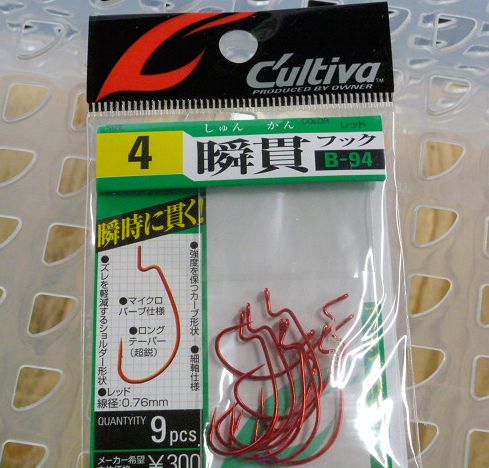 C'ultiva™
PRODUCED BY OWNER
COLOR レッド
しゅん かん
4
瞬貫フック
B-94
瞬時に貫く!
●強度を保つカーブ形状
●細軸仕様
●ズレを軽減するショルダー形状
●マイクロ
バーブ仕様
●ロング
テーパー
(超鋭)
●レッド
線径:0.76mm
QUANTYITY
9pcs.
メーカー希望
¥300